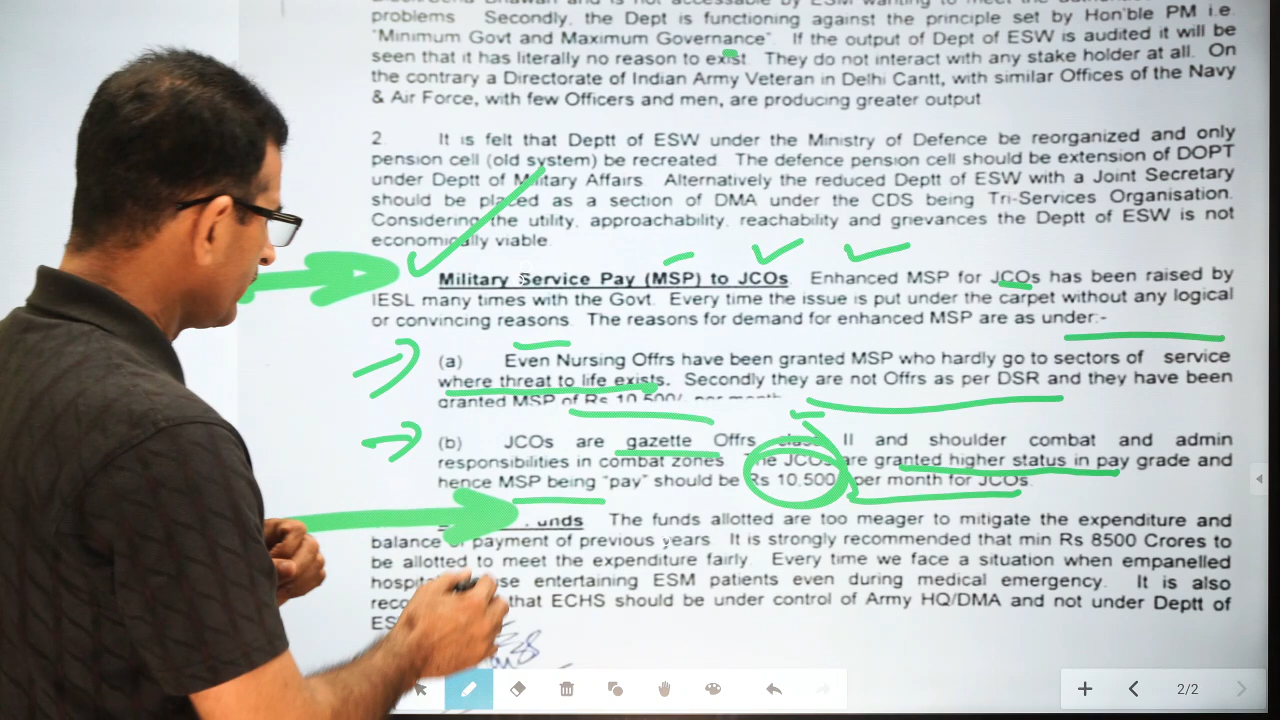 problems Secondly, the Dept is functioning against the principle set by Hon'ble PM i.e.
"Minimum Govt and Maximum Governance". If the output of Dept of ESW is audited it will be
seen that it has literally no reason to exist. They do not interact with any stake holder at all. On
the contrary a Directorate of Indian Army Veteran in Delhi Cantt, with similar Offices of the Navy
& Air Force, with few Officers and men, are producing greater output
2. It is felt that Deptt of ESW under the Ministry of Defence be reorganized and only
pension cell (old system) be recreated. The defence pension cell should be extension of DOPT
under Deptt of Military Affairs. Alternatively the reduced Deptt of ESW with a Joint Secretary
should be placed as a section of DMA under the CDS being Tri-Services Organisation.
Considering the utility, approachability, reachability and grievances the Deptt of ESW is not
economically viable.
Military Service Pay (MSP) to JCOs. Enhanced MSP for JCOs has been raised by
IESL many times with the Govt. Every time the issue is put under the carpet without any logical
or convincing reasons. The reasons for demand for enhanced MSP are as under:-
(a) Even Nursing Offrs have been granted MSP who hardly go to sectors of service
where threat to life exists. Secondly they are not Offrs as per DSR and they have been
granted MSP of Rs 10,500/- per month
(b) JCOs are gazette Offrs class II and shoulder combat and admin
responsibilities in combat zones. The JCOs are granted higher status in pay grade and
hence MSP being "pay" should be Rs 10,500 per month for JCOs.
unds The funds allotted are too meager to mitigate the expenditure and
balance of payment of previous years. It is strongly recommended that min Rs 8500 Crores to
be allotted to meet the expenditure fairly. Every time we face a situation when empanelled
entertaining ESM patients even during medical emergency. It is also
that ECHS should be under control of Army HQ/DMA and not under Deptt of
2/2